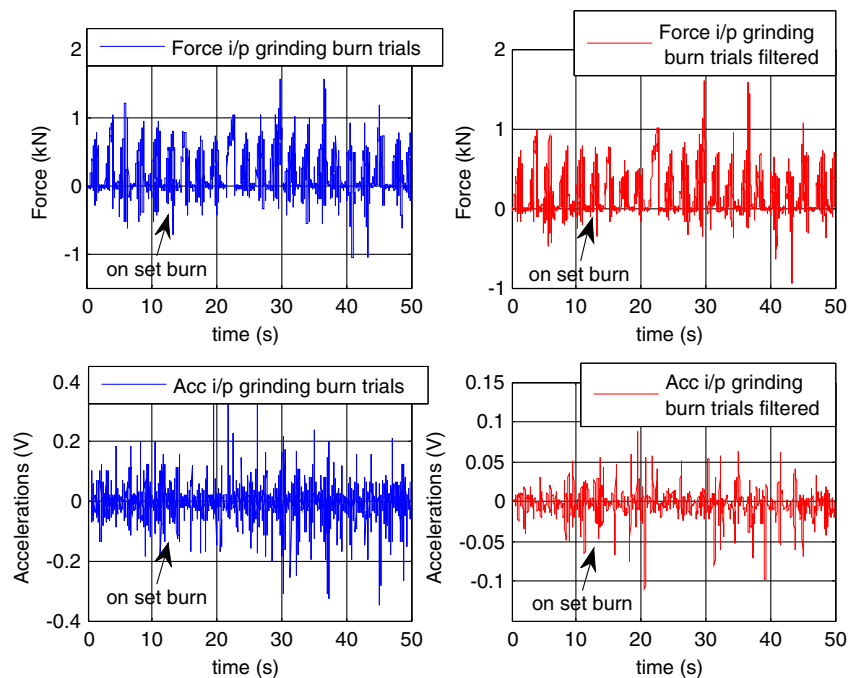 Force i/p grinding burn trials
2
1
0
-1
Force (kN)
on set burn
0 10 20 30 40 50
time (s)
Force i/p grinding
burn trials filtered
2
1
0
-1
Force (kN)
on set burn
0 10 20 30 40 50
time (s)
Acc i/p grinding burn trials
0.4
0.2
0
-0.2
-0.4
Accelerations (V)
on set burn
0 10 20 30 40 50
time (s)
Acc i/p grinding
burn trials filtered
0.15
0.1
0.05
0
-0.05
-0.1
Accelerations (V)
on set burn
0 10 20 30 40 50
time (s)